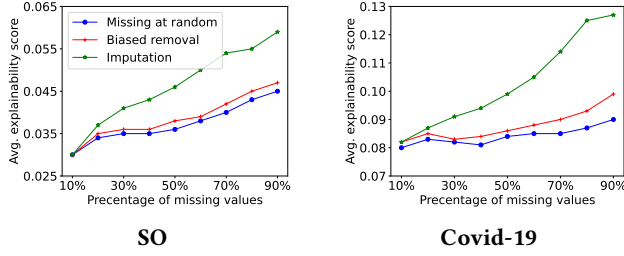 0.065
0.055
0.045
0.035
0.025
Avg. explainability score
Missing at random
Biased removal
Imputation
10% 30% 50% 70% 90%
Precentage of missing values
SO
0.13
0.12
0.11
0.10
0.09
0.08
0.07
Avg. explainability score
10% 30% 50% 70% 90%
Precentage of missing values
Covid-19